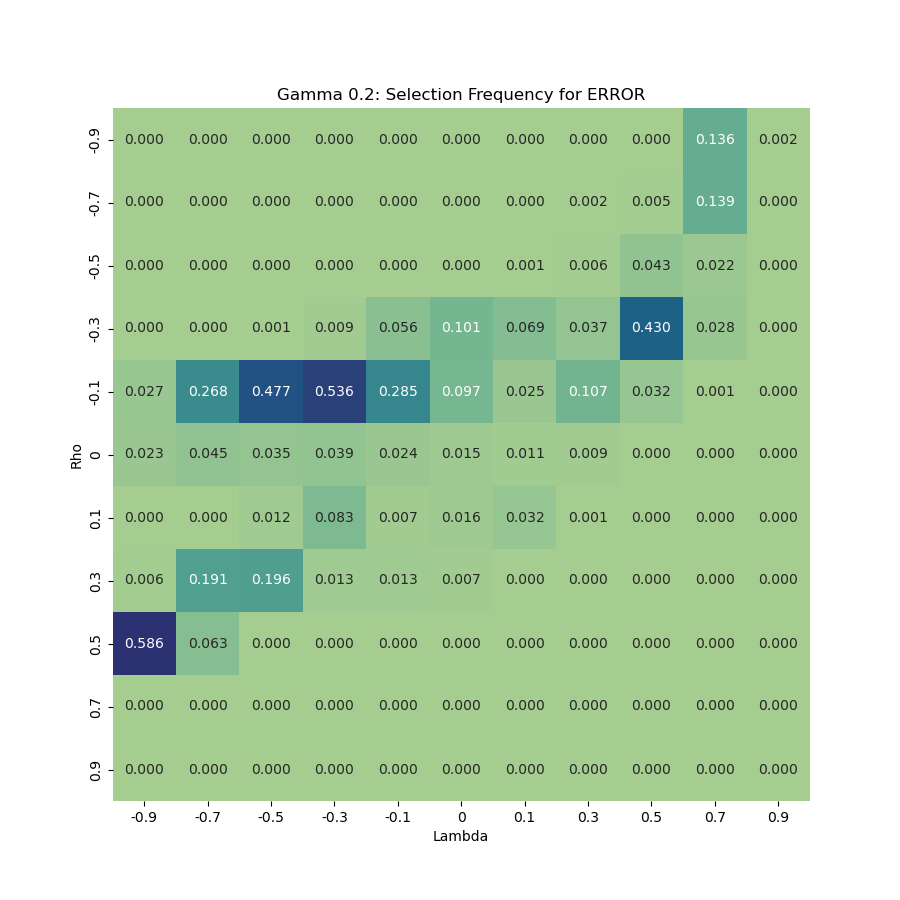 Gamma 0.2: Selection Frequency for ERROR
-0.9 0.000 0.000 0.000 0.000 0.000 0.000 0.000 0.000 0.000 0.136 0.002
-0.7 0.000 0.000 0.000 0.000 0.000 0.000 0.000 0.002 0.005 0.139 0.000
-0.5 0.000 0.000 0.000 0.000 0.000 0.000 0.001 0.006 0.043 0.022 0.000
-0.3 0.000 0.000 0.001 0.009 0.056 0.101 0.069 0.037 0.430 0.028 0.000
-0.1 0.027 0.268 0.477 0.536 0.285 0.097 0.025 0.107 0.032 0.001 0.000
Rho
0 0.023 0.045 0.035 0.039 0.024 0.015 0.011 0.009 0.000 0.000 0.000
0.1 0.000 0.000 0.012 0.083 0.007 0.016 0.032 0.001 0.000 0.000 0.000
0.3 0.006 0.191 0.196 0.013 0.013 0.007 0.000 0.000 0.000 0.000 0.000
0.5 0.586 0.063 0.000 0.000 0.000 0.000 0.000 0.000 0.000 0.000 0.000
0.7 0.000 0.000 0.000 0.000 0.000 0.000 0.000 0.000 0.000 0.000 0.000
0.9 0.000 0.000 0.000 0.000 0.000 0.000 0.000 0.000 0.000 0.000 0.000
-0.9 -0.7 -0.5 -0.3 -0.1 0 0.1 0.3 0.5 0.7 0.9
Lambda